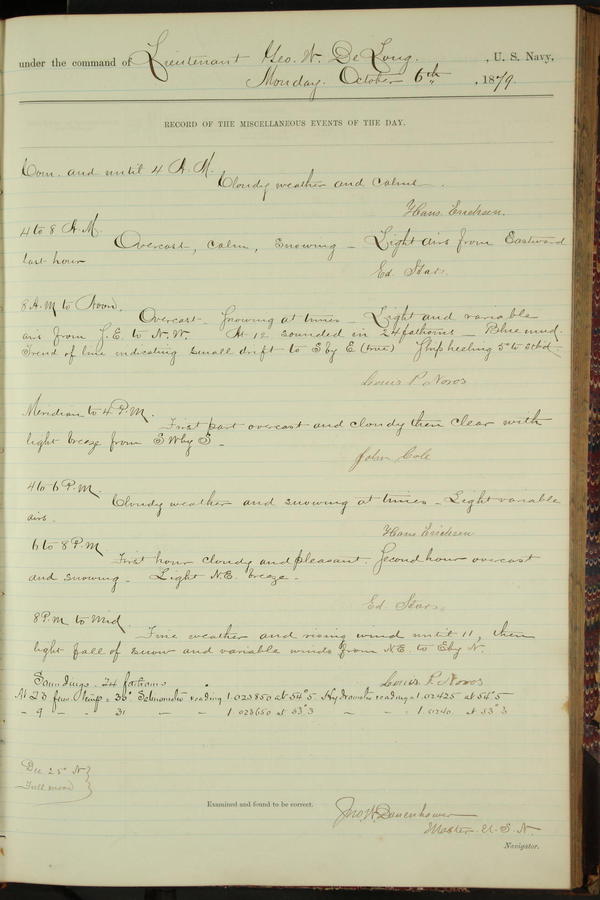 under the command of Lieutenant Geo. W. De Long. , U. S. Navy,
Monday. October 6th , 1879.
RECORD OF THE MISCELLANEOUS EVENTS OF THE DAY.
Com. and until 4 A.M.
Cloudy weather and calms.
Hans Erichsen.
4 to 8 A.M.
Overcast, calm, snowing – Light airs from Eastward
last hour
Ed. Starr.
8 A.M to Noon.
Overcast. Snowing at times – Light and variable
airs from S.E. to N.W. At 12 sounded in 24 fathoms – Blue mud.
Trend of line indicating small drift to S by E (true) Ship heeling 5° to stbd –
Louis P. Noros
Meridian to 4 P.M.
First part overcast and cloudy then clear with
light breeze from S W by S –
John Cole
4 to 6 P.M.
Cloudy weather and snowing at times – Light variable
airs.
Hans Erichsen
6 to 8 P.M
First hour cloudy and pleasant. Second hour overcast
and snowing – Light N.E. breeze –
Ed. Starr.
8 P.M to Mid.
Fine weather and rising wind until 11, then
light fall of snow and variable winds from N.E. to E by N.
Louis P. Noros
Soundings – 24 fathoms
At 23 fms Temp = 30° Salinometer reading 1.023850 at 54°5 Hydrometer reading = 1.02425 at 54°5
– 9 – – 31 – – 1.023650 at 53°3 – – 1.0240 at 53°3
Dec 25° N }
Full moon }
Examined and found to be correct.
Jno W. Danenhower
Master U.S.N.
Navigator.